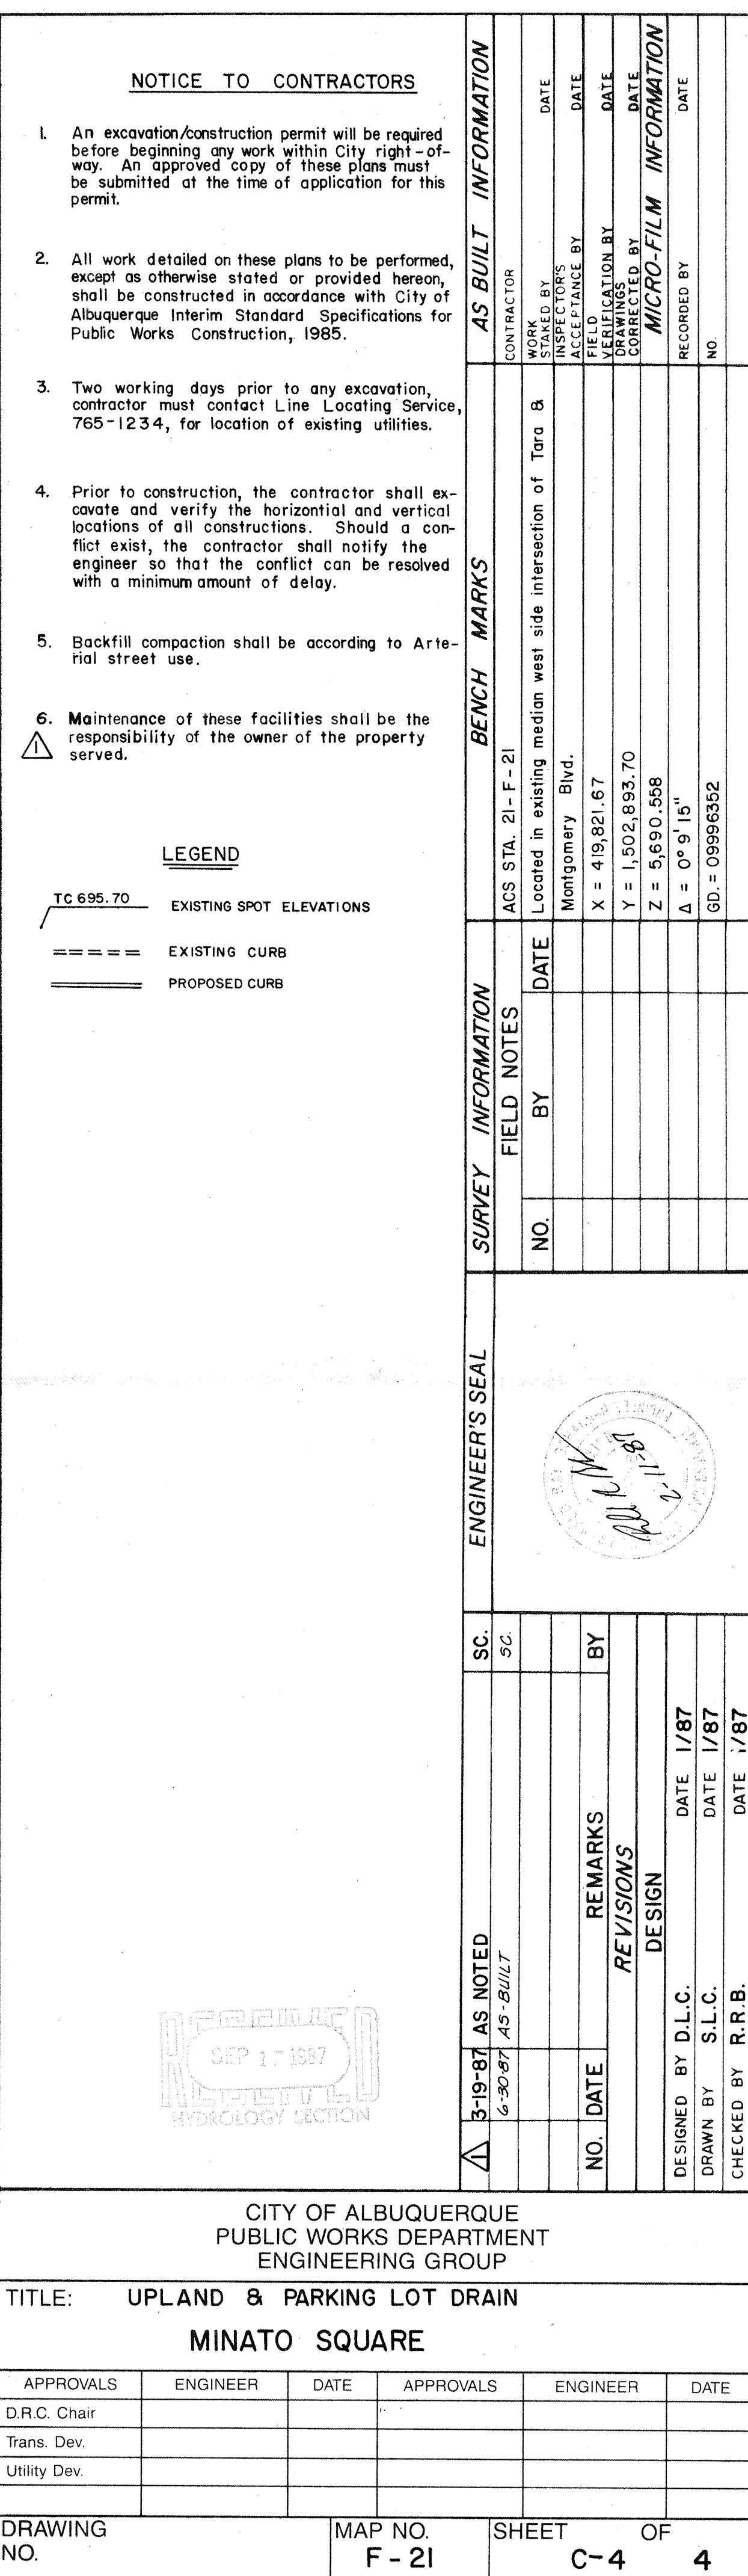 NOTICE TO CONTRACTORS
1. An excavation/construction permit will be required
before beginning any work within City right-of-
way. An approved copy of these plans must
be submitted at the time of application for this
permit.
2. All work detailed on these plans to be performed,
except as otherwise stated or provided hereon,
shall be constructed in accordance with City of
Albuquerque Interim Standard Specifications for
Public Works Construction, 1985.
3. Two working days prior to any excavation,
contractor must contact Line Locating Service,
765-1234, for location of existing utilities.
4. Prior to construction, the contractor shall ex-
cavate and verify the horizontial and vertical
locations of all constructions. Should a con-
flict exist, the contractor shall notify the
engineer so that the conflict can be resolved
with a minimum amount of delay.
5. Backfill compaction shall be according to Arte-
rial street use.
6. Maintenance of these facilities shall be the
1 responsibility of the owner of the property
served.
LEGEND
TC 695.70 EXISTING SPOT ELEVATIONS
EXISTING CURB
PROPOSED CURB
AS BUILT INFORMATION
CONTRACTOR
WORK
STAKED BY DATE
INSPECTOR'S
ACCEPTANCE BY DATE
FIELD
VERIFICATION BY DATE
DRAWINGS
CORRECTED BY DATE
MICRO-FILM INFORMATION
RECORDED BY DATE
NO.
BENCH MARKS
ACS STA. 21-F-21
Located in existing median west side intersection of Tara &
Montgomery Blvd.
X = 419,821.67
Y = 1,502,893.70
Z = 5,690.558
Δ = 0° 9' 15"
GD. = 09996352
SURVEY INFORMATION
FIELD NOTES
NO. BY DATE
ENGINEER'S SEAL
2-11-87
1 3-19-87 AS NOTED SC.
6-30-87 AS-BUILT SC.
NO. DATE REMARKS BY
REVISIONS
DESIGN
DESIGNED BY D.L.C. DATE 1/87
DRAWN BY S.L.C. DATE 1/87
CHECKED BY R.R.B. DATE 1/87
RECEIVED
SEP 17 1987
HYDROLOGY SECTION
CITY OF ALBUQUERQUE
PUBLIC WORKS DEPARTMENT
ENGINEERING GROUP
TITLE: UPLAND & PARKING LOT DRAIN
MINATO SQUARE
APPROVALS ENGINEER DATE APPROVALS ENGINEER DATE
D.R.C. Chair
Trans. Dev.
Utility Dev.
DRAWING
NO.
MAP NO.
F-21
SHEET OF
C-4 4